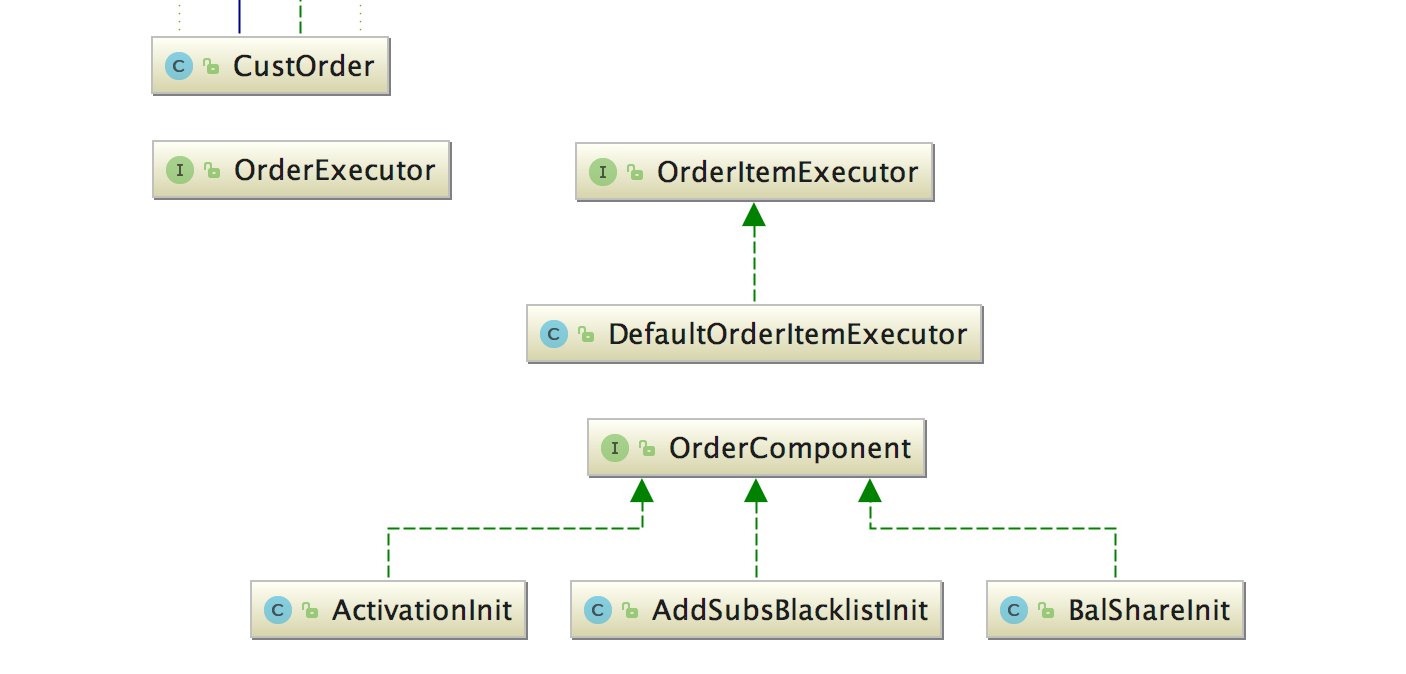 C CustOrder
I OrderExecutor
I OrderItemExecutor
C DefaultOrderItemExecutor
I OrderComponent
C ActivationInit
C AddSubsBlacklistInit
C BalShareInit